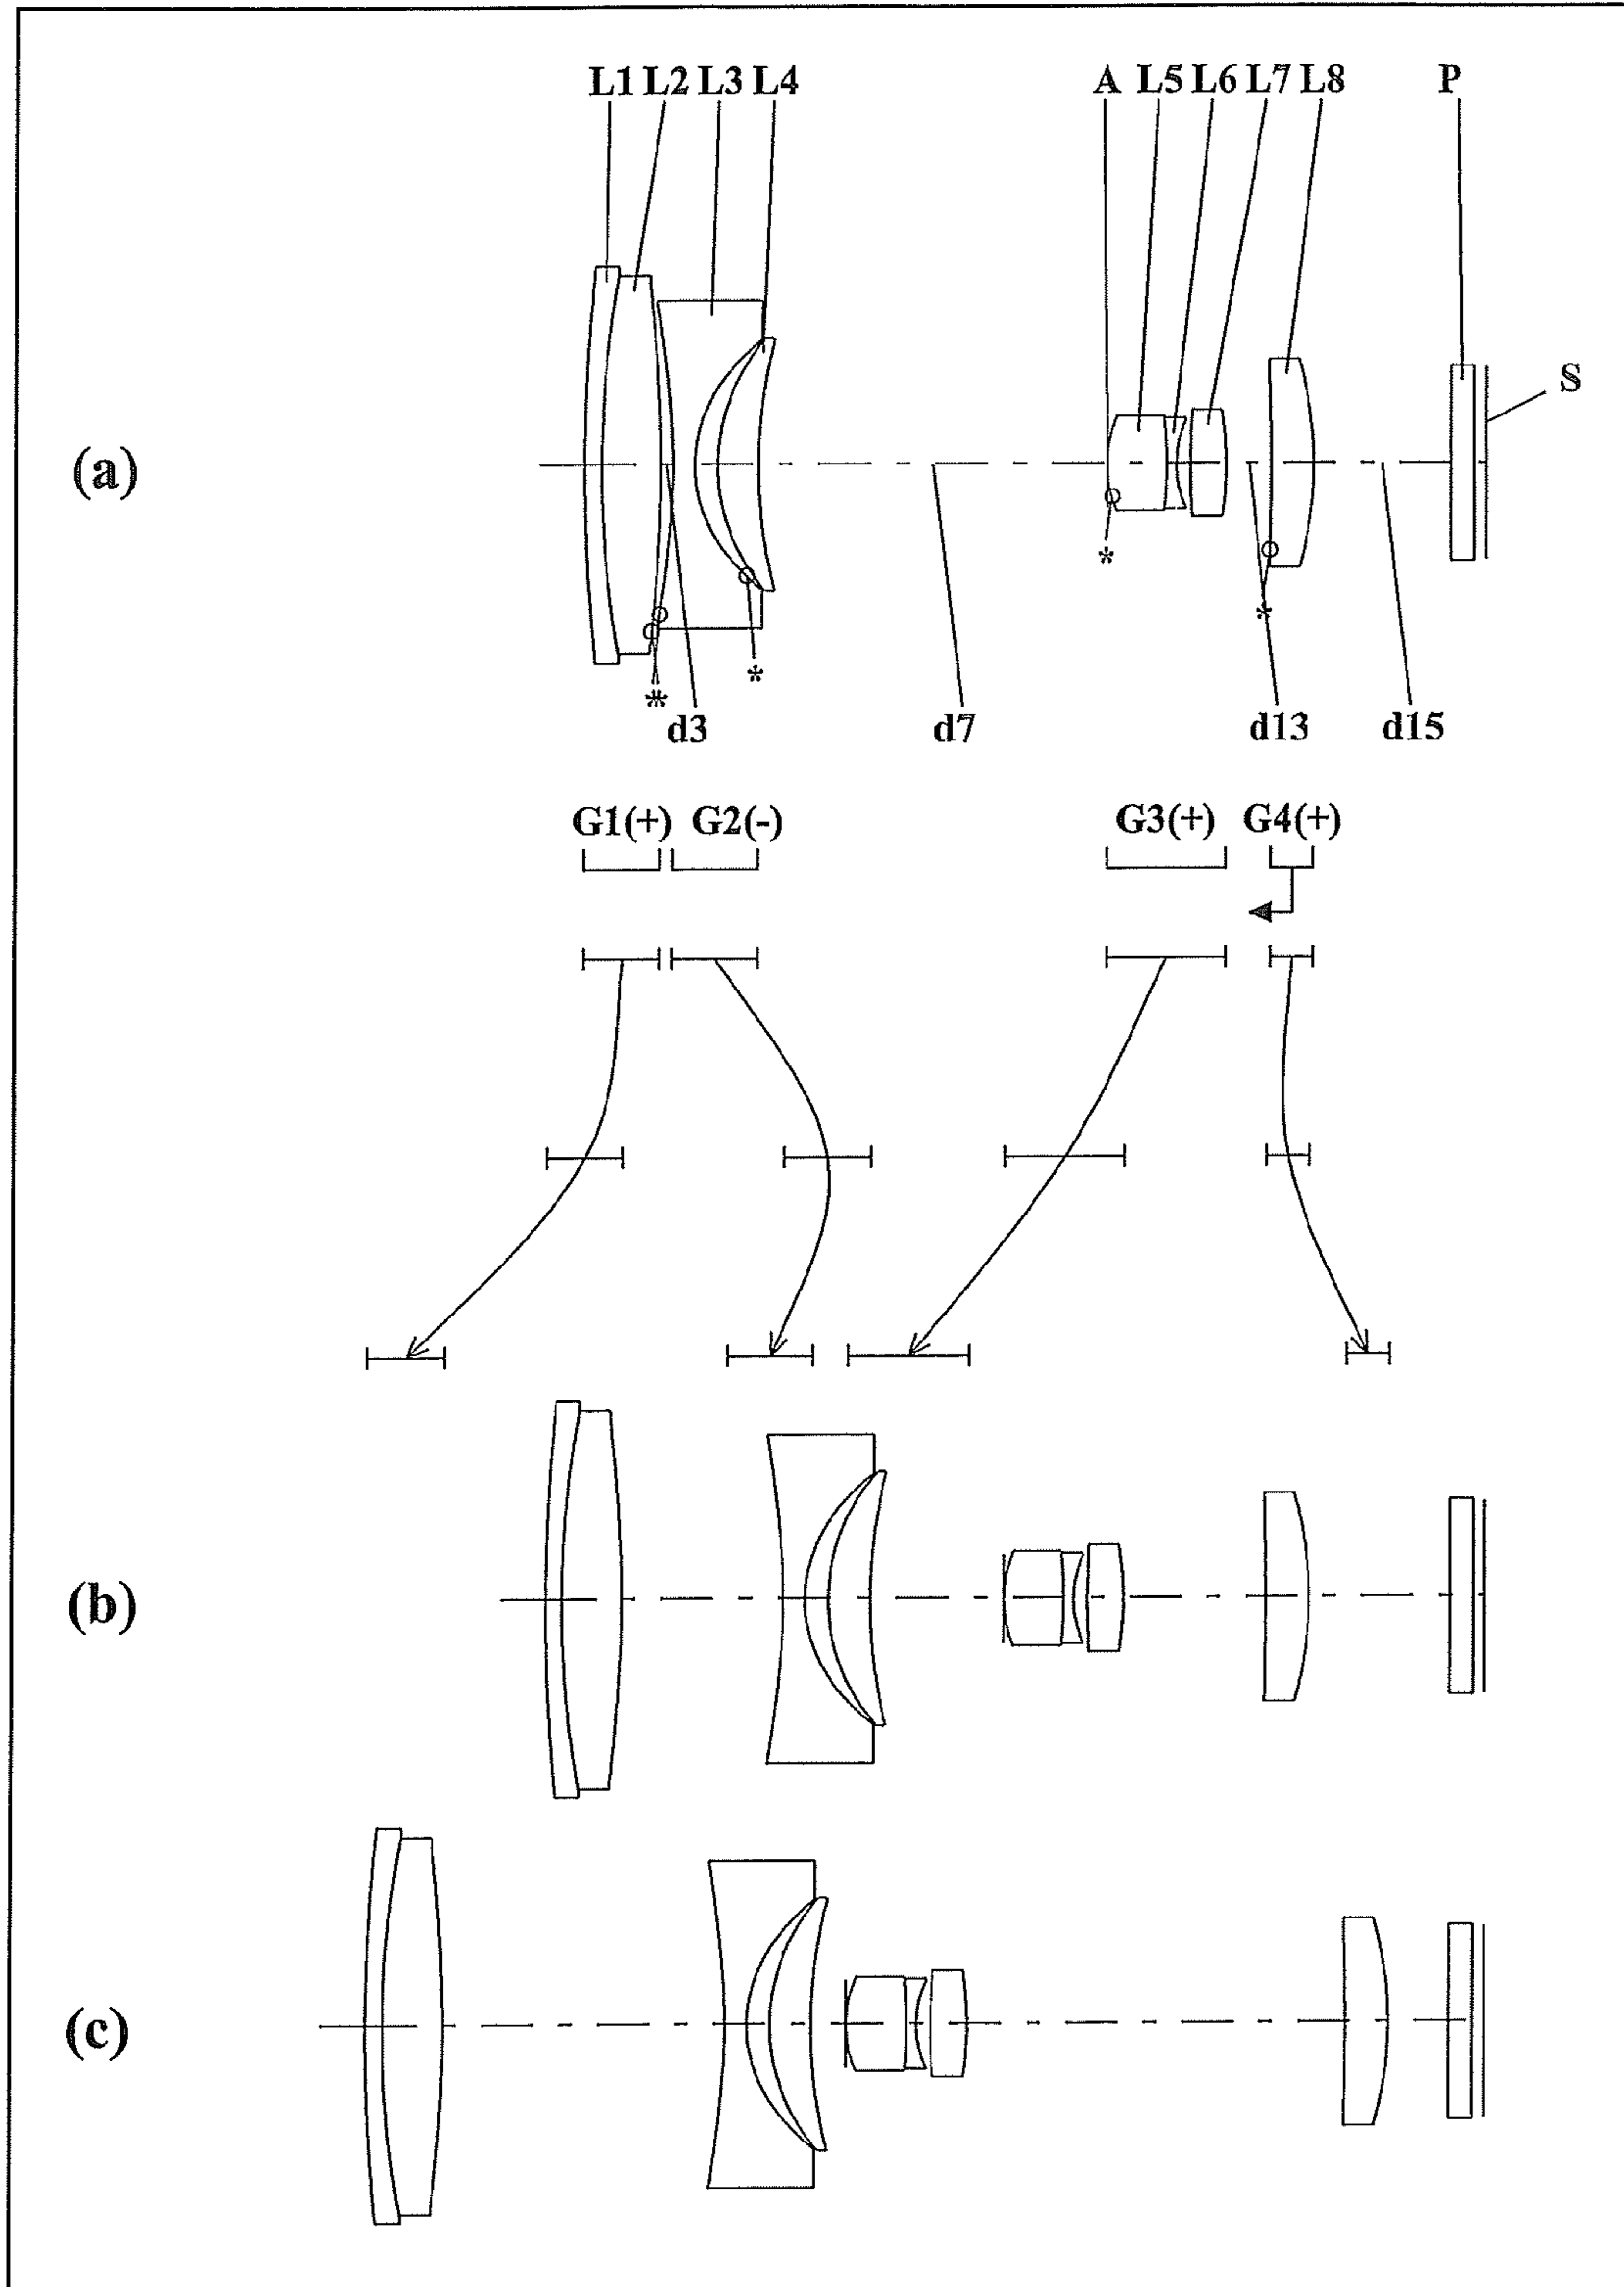 L1 L2 L3 L4 A L5 L6 L7 L8 P
S
(a)
*
*
* *
*
d3 d7 d13 d15
G1(+) G2(-) G3(+) G4(+)
(b)
(c)